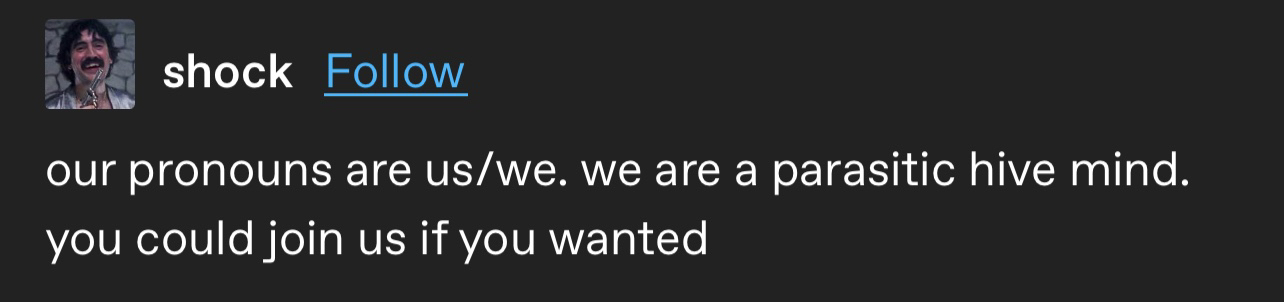 shock Follow
our pronouns are us/we. we are a parasitic hive mind.
you could join us if you wanted